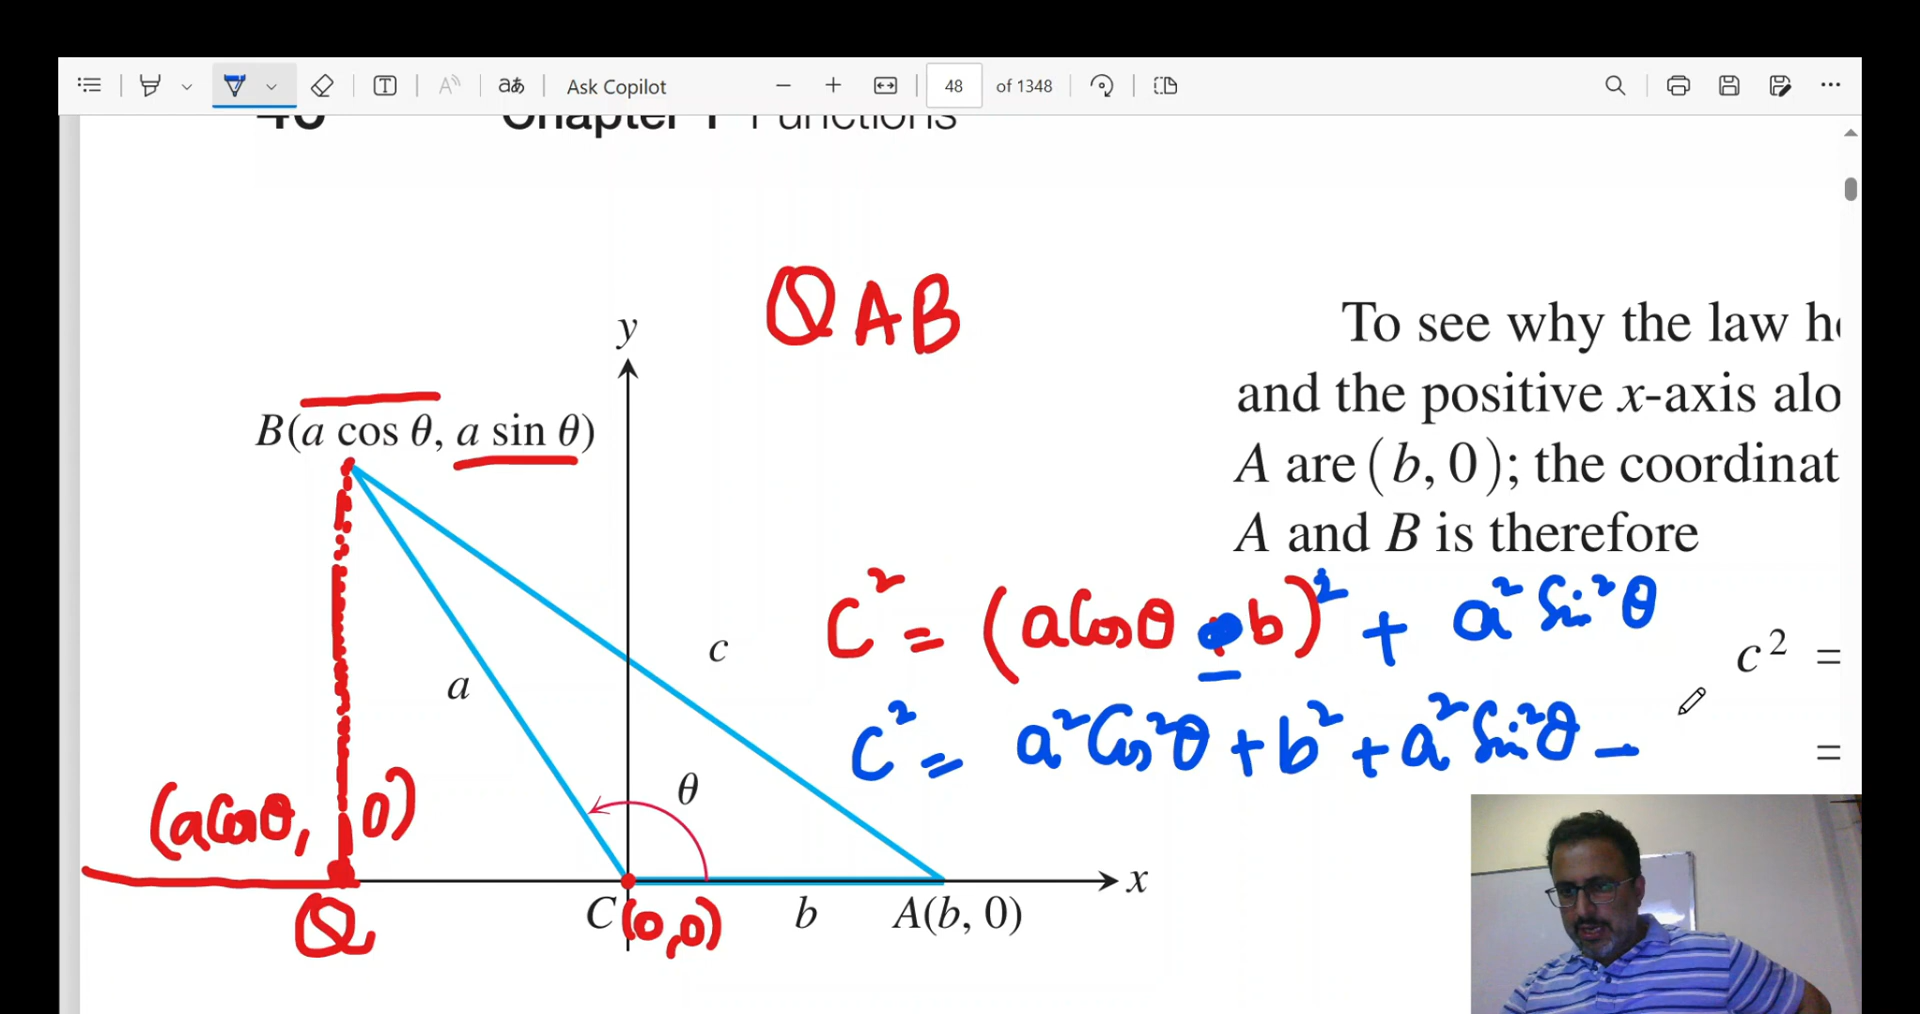 Ask Copilot 48 of 1348
Chapter 1 Functions
QAB
y
To see why the law
and the positive x-axis alo
B(a cos θ, a sin θ)
A are (b, 0); the coordinat
A and B is therefore
C² = (aCosθ - b)² + a² Sin²θ
c
c² =
a
C² = a²Cos²θ + b² + a²Sin²θ -
=
θ
(aCosθ, 0)
x
Q
C(0,0) b A(b, 0)